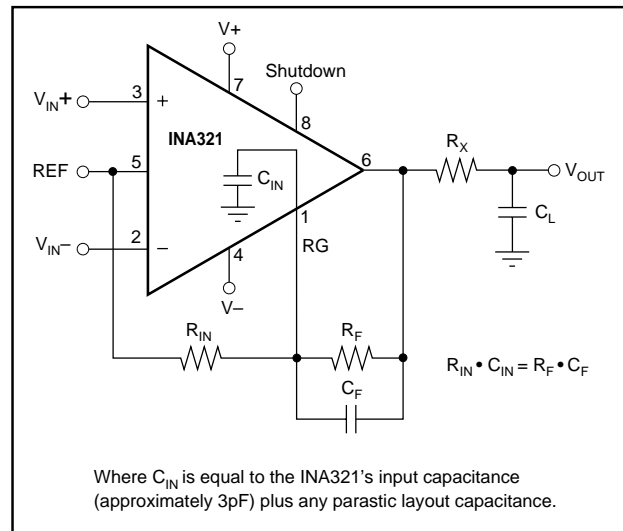 V+
Shutdown
V_IN+
3
+
7
8
INA321
REF
5
6
R_X
V_OUT
C_IN
C_L
1
V_IN−
2
−
4
RG
V−
R_IN
R_F
C_F
R_IN • C_IN = R_F • C_F
Where C_IN is equal to the INA321's input capacitance
(approximately 3pF) plus any parastic layout capacitance.